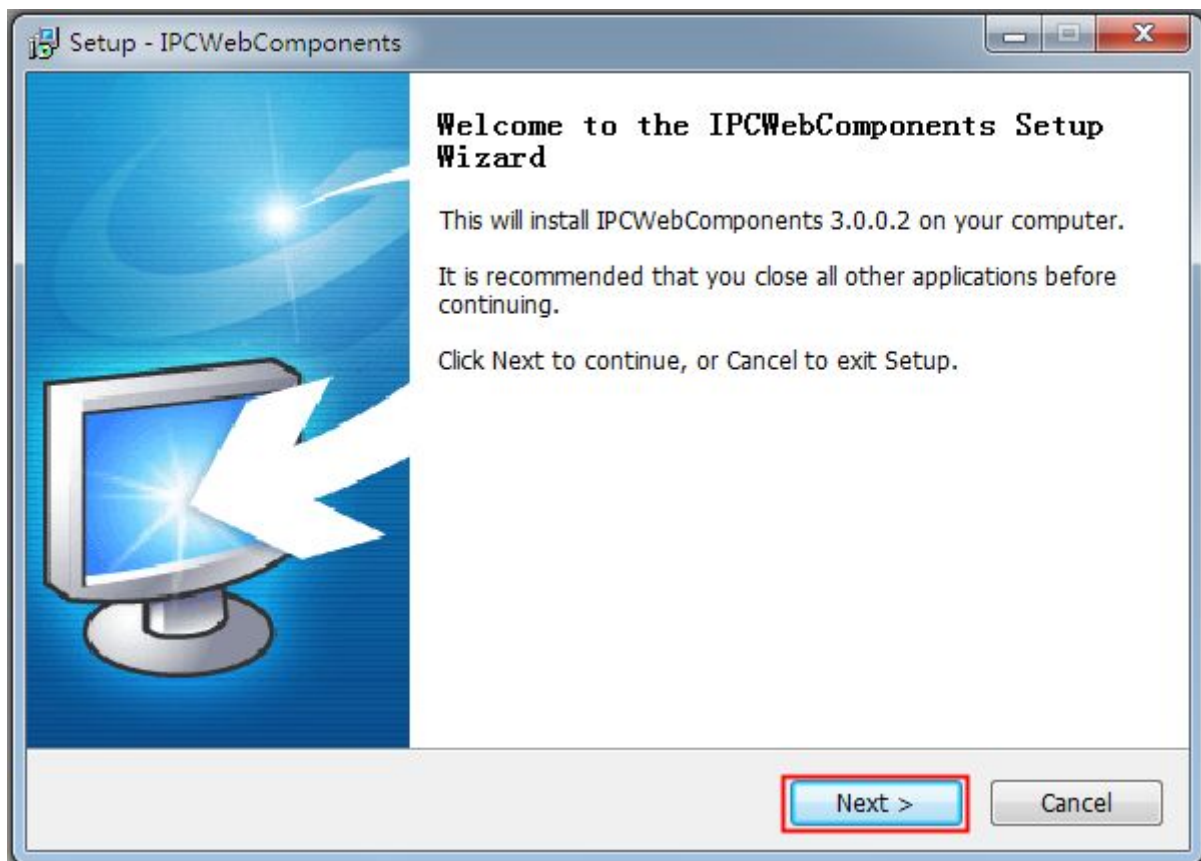 Setup - IPCWebComponents
Welcome to the IPCWebComponents Setup
Wizard
This will install IPCWebComponents 3.0.0.2 on your computer.
It is recommended that you close all other applications before
continuing.
Click Next to continue, or Cancel to exit Setup.
Next >
Cancel